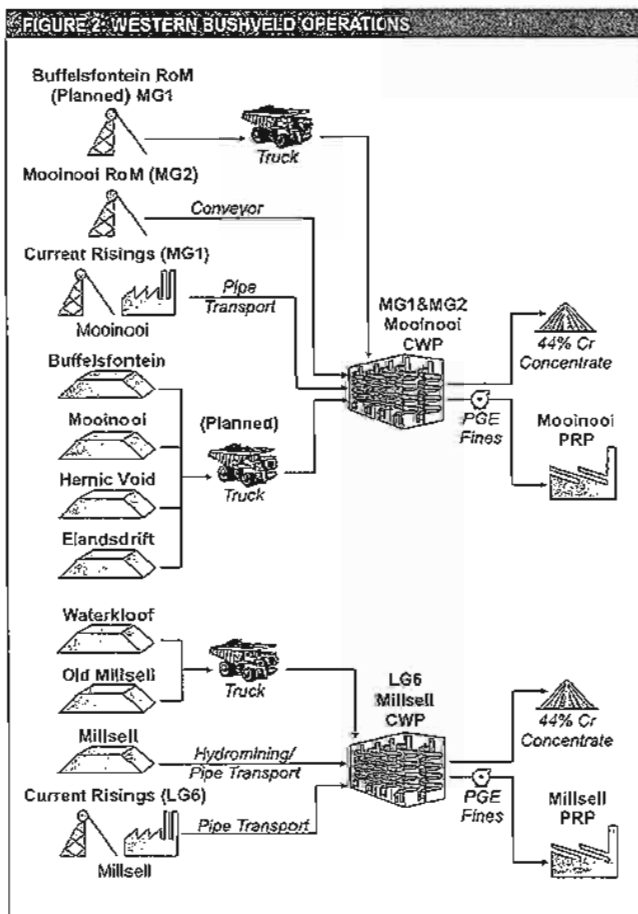 FIGURE 2: WESTERN BUSHVELD OPERATIONS
Buffelsfontein RoM
(Planned) MG1
Truck
Mooinooi RoM (MG2)
Conveyor
Current Risings (MG1)
Pipe
Transport
Mooinooi
MG1&MG2
Mooinooi
CWP
44% Cr
Concentrate
PGE
Fines
Mooinooi
PRP
Buffelsfontein
Mooinooi
Hernic Void
Elandsdrift
(Planned)
Truck
Waterkloof
Old Millsell
Truck
Millsell
Hydromining/
Pipe Transport
Current Risings (LG6)
Pipe Transport
Millsell
LG6
Millsell
CWP
44% Cr
Concentrate
PGE
Fines
Millsell
PRP